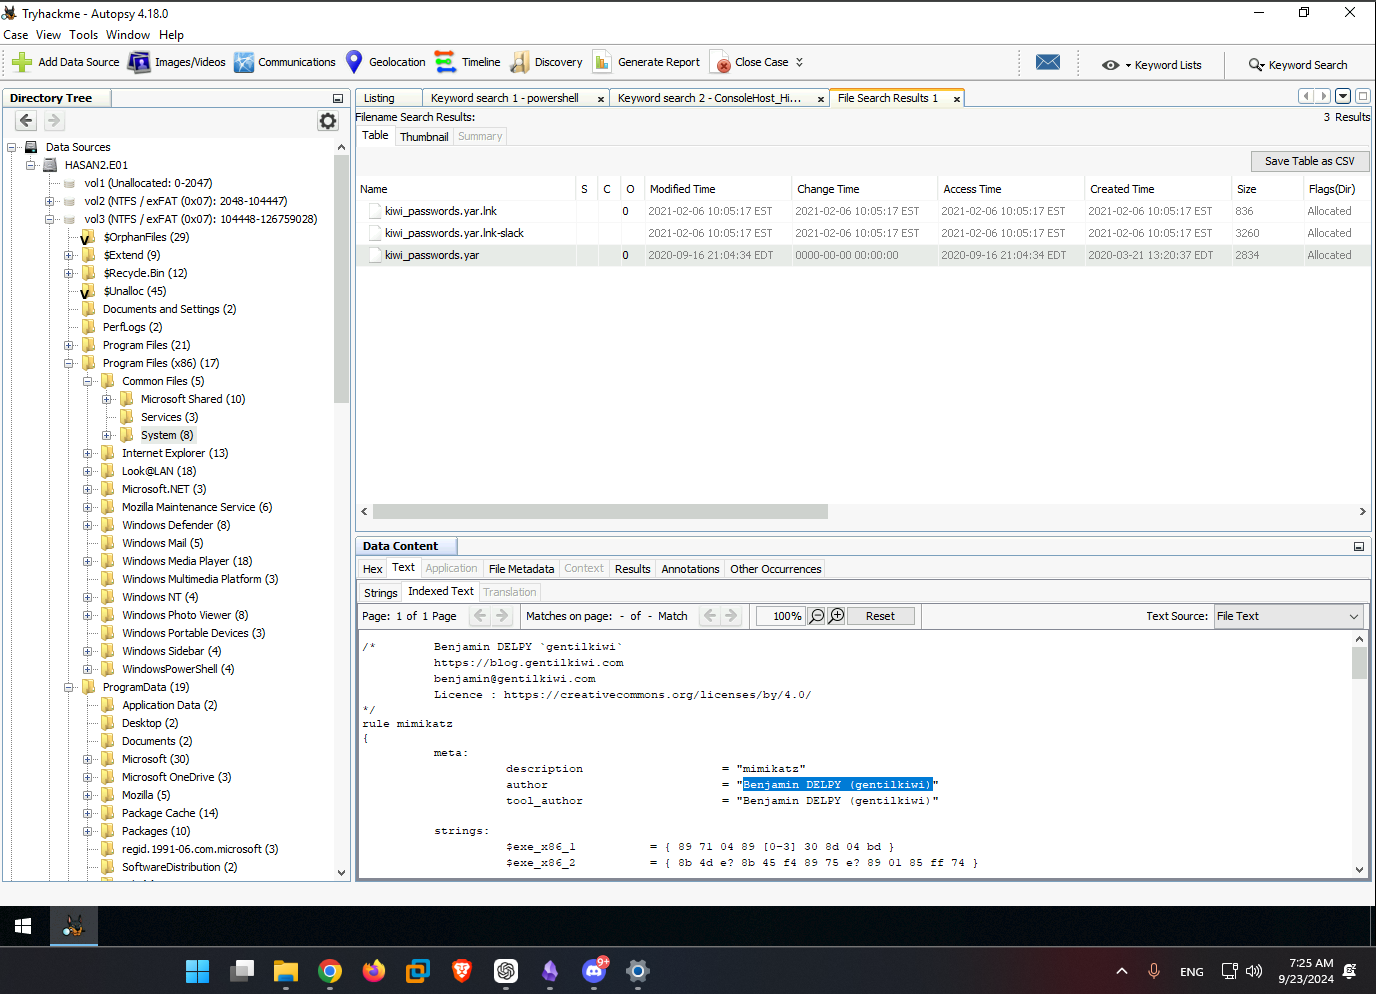 Tryhackme - Autopsy 4.18.0
Case View Tools Window Help
Add Data Source Images/Videos Communications Geolocation Timeline Discovery Generate Report Close Case Keyword Lists Keyword Search
Directory Tree
Data Sources
HASAN2.E01
vol1 (Unallocated: 0-2047)
vol2 (NTFS / exFAT (0x07): 2048-104447)
vol3 (NTFS / exFAT (0x07): 104448-126759028)
$OrphanFiles (29)
$Extend (9)
$Recycle.Bin (12)
$Unalloc (45)
Documents and Settings (2)
PerfLogs (2)
Program Files (21)
Program Files (x86) (17)
Common Files (5)
Microsoft Shared (10)
Services (3)
System (8)
Internet Explorer (13)
Look@LAN (18)
Microsoft.NET (3)
Mozilla Maintenance Service (6)
Windows Defender (8)
Windows Mail (5)
Windows Media Player (18)
Windows Multimedia Platform (3)
Windows NT (4)
Windows Photo Viewer (8)
Windows Portable Devices (3)
Windows Sidebar (4)
WindowsPowerShell (4)
ProgramData (19)
Application Data (2)
Desktop (2)
Documents (2)
Microsoft (30)
Microsoft OneDrive (3)
Mozilla (5)
Package Cache (14)
Packages (10)
regid.1991-06.com.microsoft (3)
SoftwareDistribution (2)
Listing Keyword search 1 - powershell x Keyword search 2 - ConsoleHost_Hi... x File Search Results 1 x
Filename Search Results: 3 Results
Table Thumbnail Summary
Save Table as CSV
Name S C O Modified Time Change Time Access Time Created Time Size Flags(Dir)
kiwi_passwords.yar.lnk 0 2021-02-06 10:05:17 EST 2021-02-06 10:05:17 EST 2021-02-06 10:05:17 EST 2021-02-06 10:05:17 EST 836 Allocated
kiwi_passwords.yar.lnk-slack 2021-02-06 10:05:17 EST 2021-02-06 10:05:17 EST 2021-02-06 10:05:17 EST 2021-02-06 10:05:17 EST 3260 Allocated
kiwi_passwords.yar 0 2020-09-16 21:04:34 EDT 0000-00-00 00:00:00 2020-09-16 21:04:34 EDT 2020-03-21 13:20:37 EDT 2834 Allocated
Data Content
Hex Text Application File Metadata Context Results Annotations Other Occurrences
Strings Indexed Text Translation
Page: 1 of 1 Page Matches on page: - of - Match 100% Reset Text Source: File Text
/* Benjamin DELPY `gentilkiwi`
https://blog.gentilkiwi.com
benjamin@gentilkiwi.com
Licence : https://creativecommons.org/licenses/by/4.0/
*/
rule mimikatz
{
meta:
description = "mimikatz"
author = "Benjamin DELPY (gentilkiwi)"
tool_author = "Benjamin DELPY (gentilkiwi)"
strings:
$exe_x86_1 = { 89 71 04 89 [0-3] 30 8d 04 bd }
$exe_x86_2 = { 8b 4d e? 8b 45 f4 89 75 e? 89 01 85 ff 74 }
9+
ENG
7:25 AM
9/23/2024